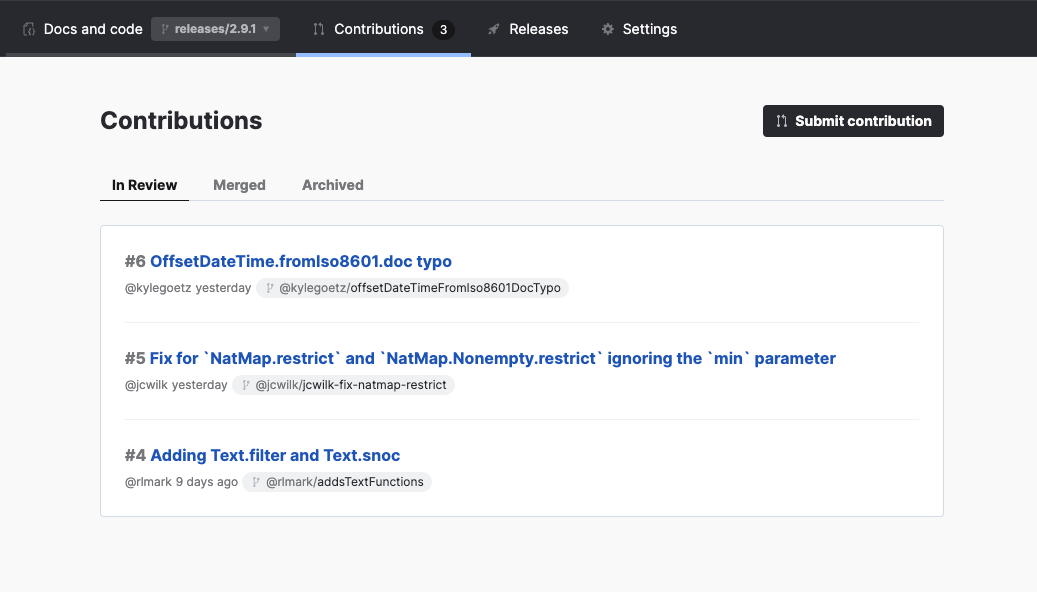 Docs and code releases/2.9.1 Contributions 3 Releases Settings
Contributions
Submit contribution
In Review Merged Archived
#6 OffsetDateTime.fromIso8601.doc typo
@kylegoetz yesterday @kylegoetz/offsetDateTimeFromIso8601DocTypo
#5 Fix for `NatMap.restrict` and `NatMap.Nonempty.restrict` ignoring the `min` parameter
@jcwilk yesterday @jcwilk/jcwilk-fix-natmap-restrict
#4 Adding Text.filter and Text.snoc
@rlmark 9 days ago @rlmark/addsTextFunctions